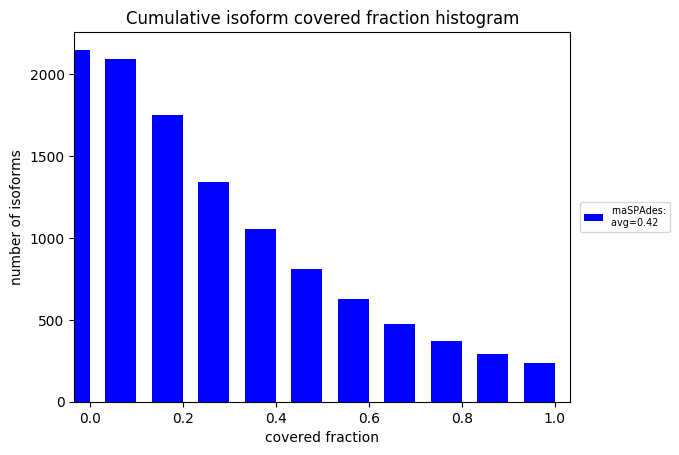 Cumulative isoform covered fraction histogram
2000
1500
1000
500
0
number of isoforms
0.0 0.2 0.4 0.6 0.8 1.0
covered fraction
rnaSPAdes:
avg=0.42